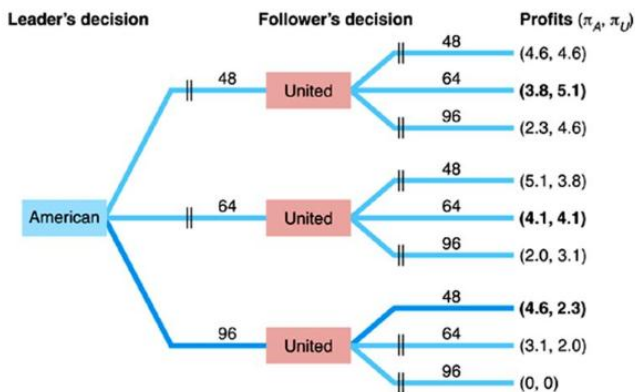 Leader's decision Follower's decision Profits (πA, πU)
48 (4.6, 4.6)
48 United 64 (3.8, 5.1)
96 (2.3, 4.6)
48 (5.1, 3.8)
American 64 United 64 (4.1, 4.1)
96 (2.0, 3.1)
48 (4.6, 2.3)
96 United 64 (3.1, 2.0)
96 (0, 0)